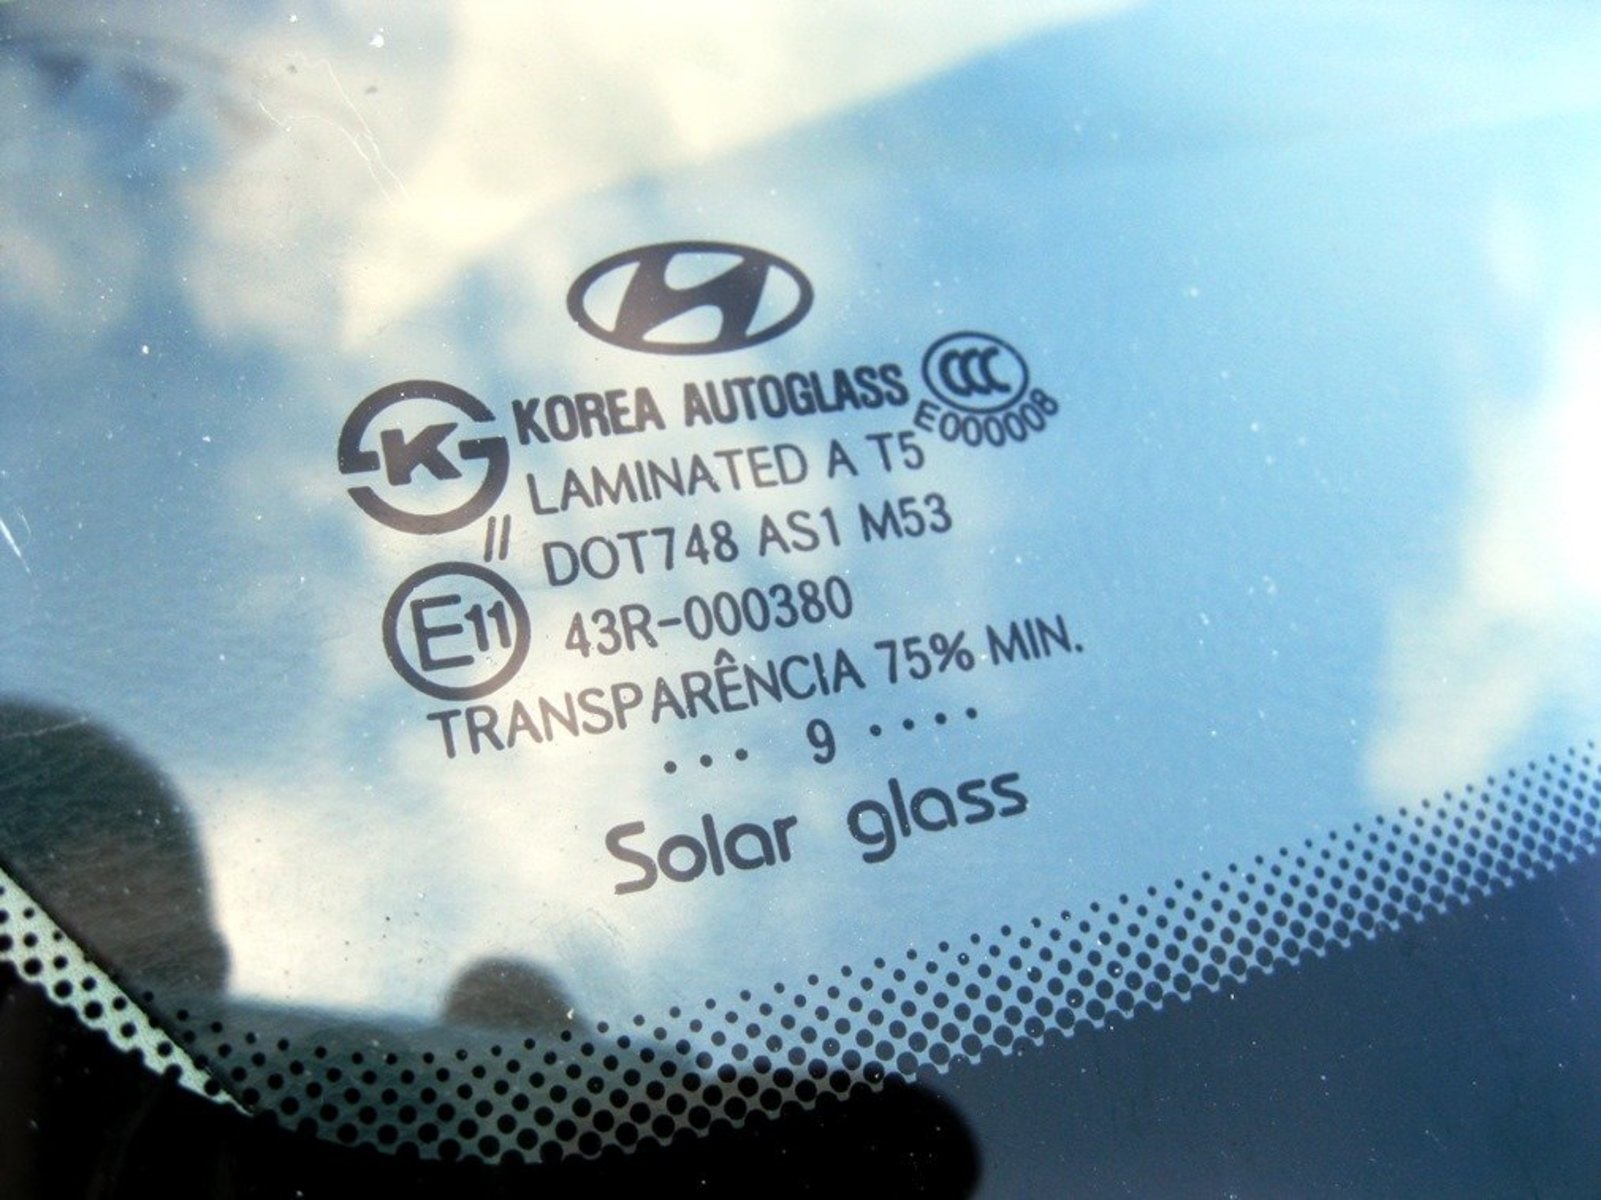 KOREA AUTOGLASS
CCC
E000008
K
LAMINATED A T5
//
DOT748 AS1 M53
E11
43R-000380
TRANSPARÊNCIA 75% MIN.
... 9 ....
Solar glass